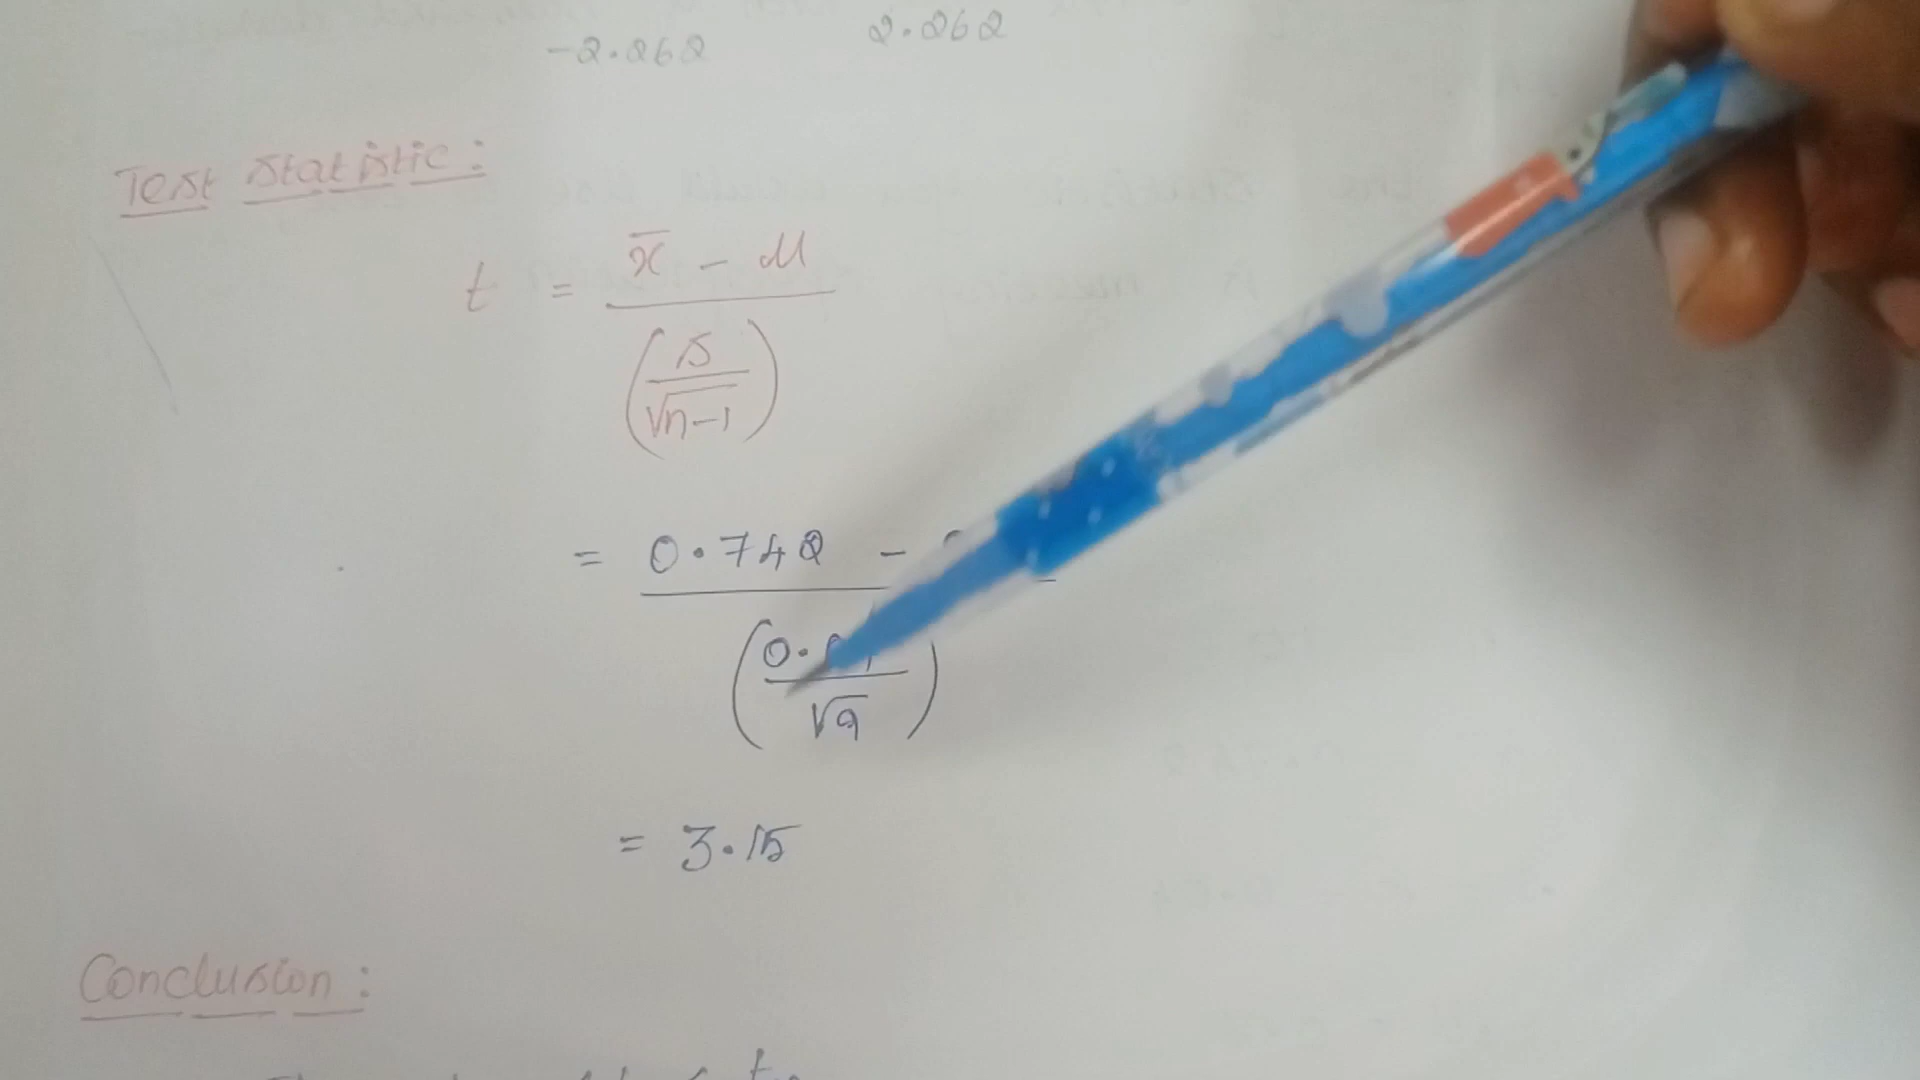 -2.262 2.262
Test Statistic:
t = x̄ - μ
(s
√n-1)
= 0.742 -
(0.
√9)
= 3.15
Conclusion: